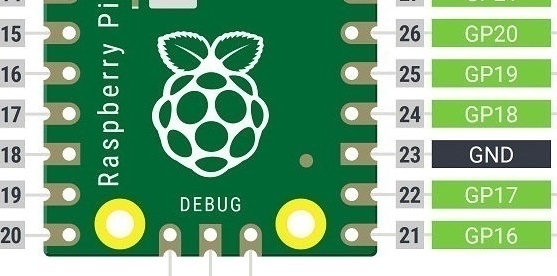 15 26 GP20
16 25 GP19
17 24 GP18
18 23 GND
19 22 GP17
20 21 GP16
Raspberry Pi
DEBUG